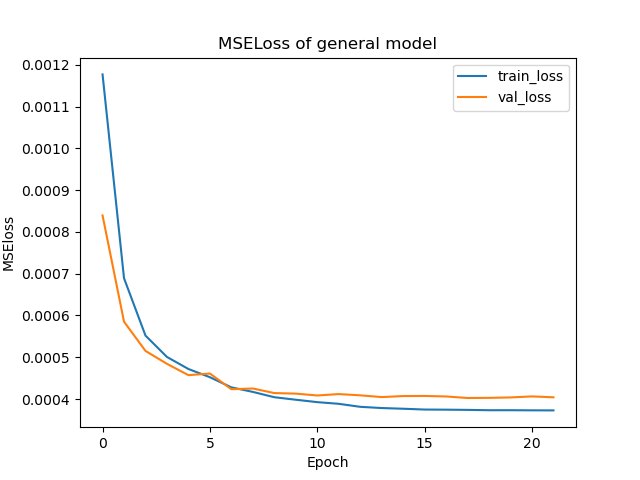 MSELoss of general model
train_loss
val_loss
0.0012
0.0011
0.0010
0.0009
0.0008
0.0007
0.0006
0.0005
0.0004
MSEloss
0 5 10 15 20
Epoch